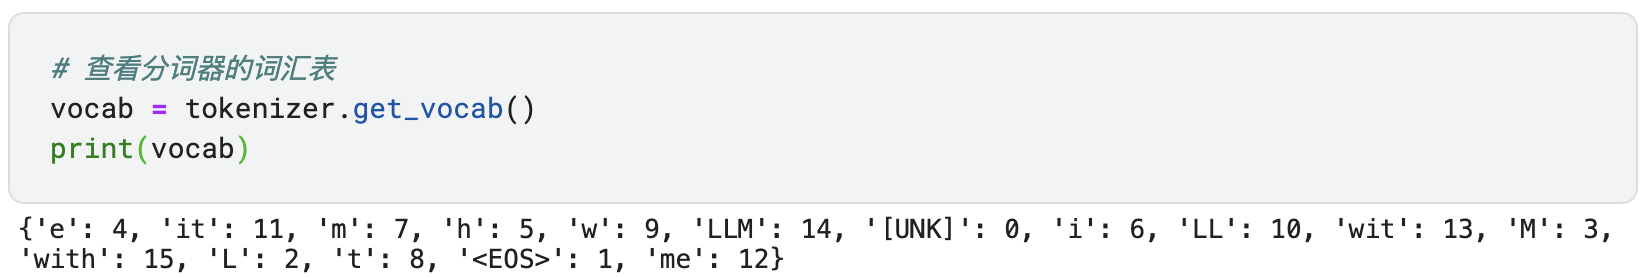 # 查看分词器的词汇表
vocab = tokenizer.get_vocab()
print(vocab)
{'e': 4, 'it': 11, 'm': 7, 'h': 5, 'w': 9, 'LLM': 14, '[UNK]': 0, 'i': 6, 'LL': 10, 'wit': 13, 'M': 3,
'with': 15, 'L': 2, 't': 8, '<EOS>': 1, 'me': 12}